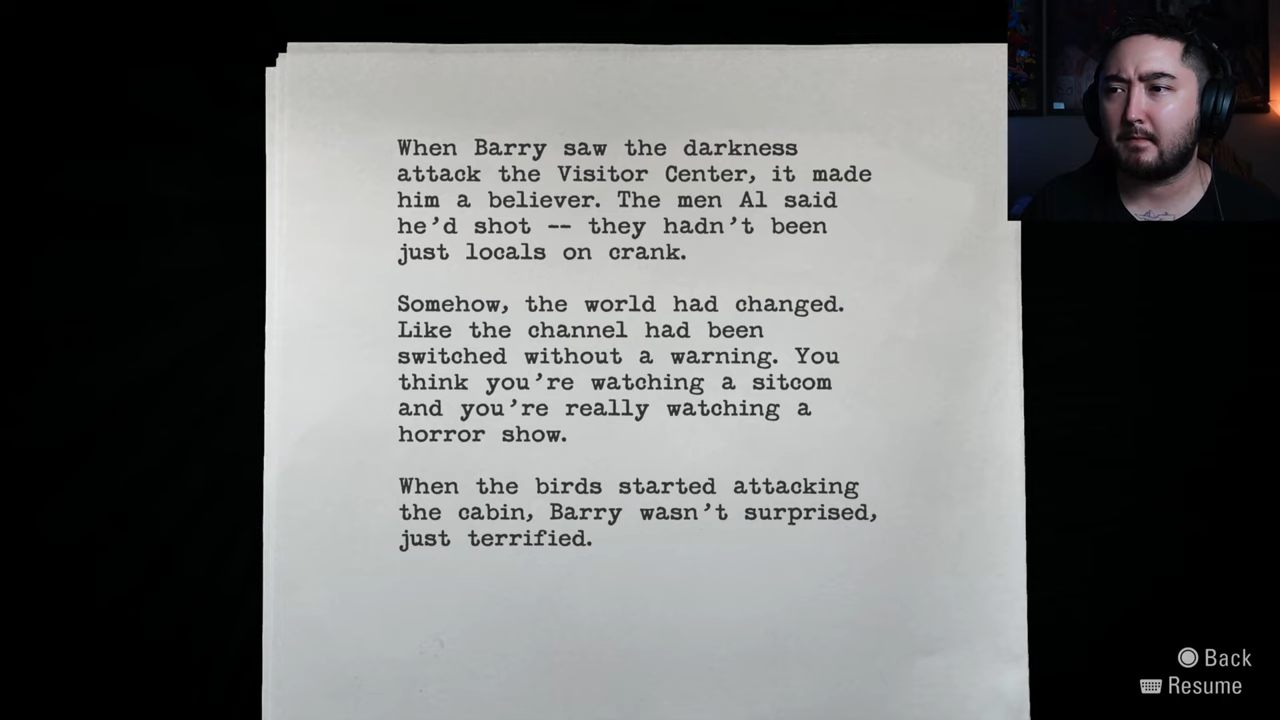 When Barry saw the darkness
attack the Visitor Center, it made
him a believer. The men Al said
he’d shot -- they hadn’t been
just locals on crank.
Somehow, the world had changed.
Like the channel had been
switched without a warning. You
think you’re watching a sitcom
and you’re really watching a
horror show.
When the birds started attacking
the cabin, Barry wasn’t surprised,
just terrified.
Back
Resume